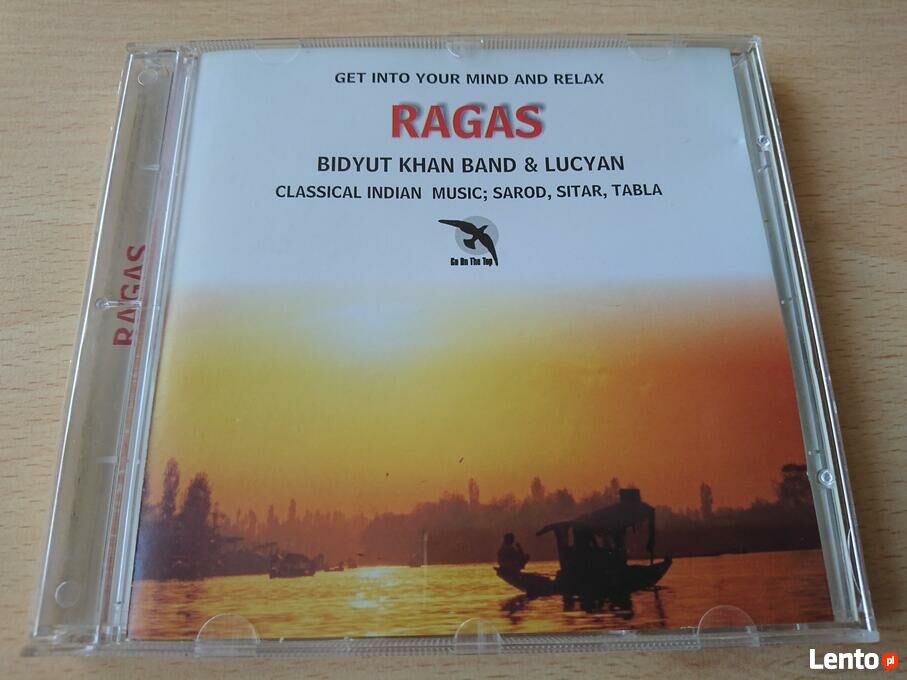 GET INTO YOUR MIND AND RELAX
RAGAS
BIDYUT KHAN BAND & LUCYAN
CLASSICAL INDIAN MUSIC; SAROD, SITAR, TABLA
Go On The Top
RAGAS
Lento pl